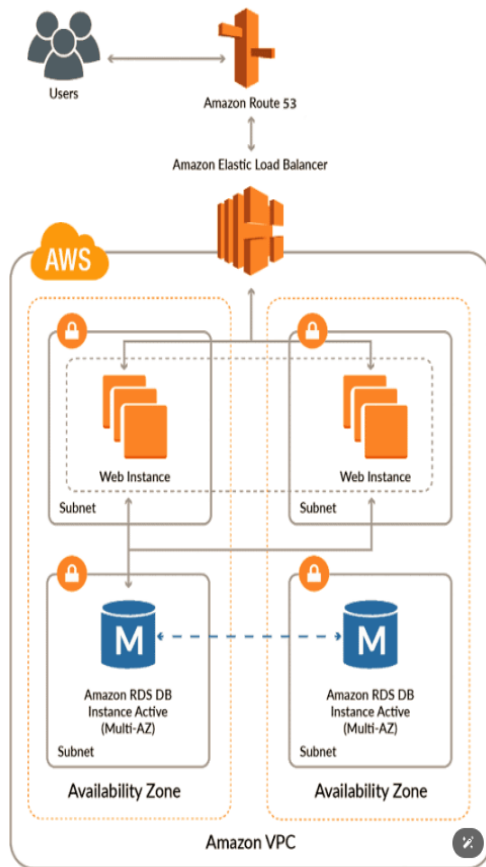 Users
Amazon Route 53
Amazon Elastic Load Balancer
AWS
Web Instance
Subnet
Web Instance
Subnet
M
Amazon RDS DB
Instance Active
(Multi-AZ)
Subnet
M
Amazon RDS DB
Instance Active
(Multi-AZ)
Subnet
Availability Zone
Availability Zone
Amazon VPC